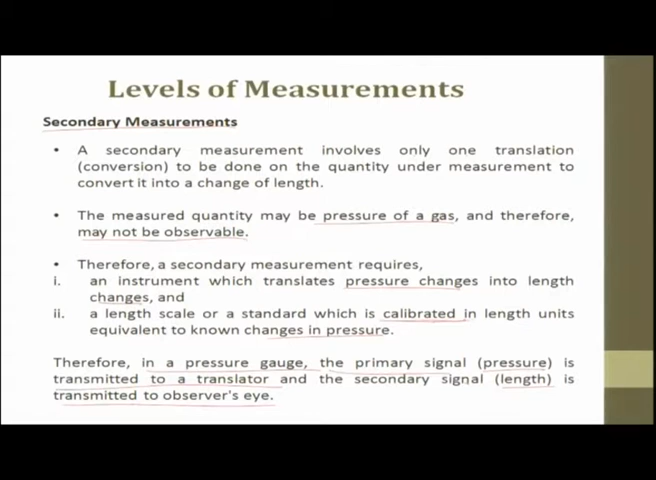 Levels of Measurements
Secondary Measurements
• A secondary measurement involves only one translation
(conversion) to be done on the quantity under measurement to
convert it into a change of length.
• The measured quantity may be pressure of a gas, and therefore,
may not be observable.
• Therefore, a secondary measurement requires,
i. an instrument which translates pressure changes into length
changes, and
ii. a length scale or a standard which is calibrated in length units
equivalent to known changes in pressure.
Therefore, in a pressure gauge, the primary signal (pressure) is
transmitted to a translator and the secondary signal (length) is
transmitted to observer's eye.